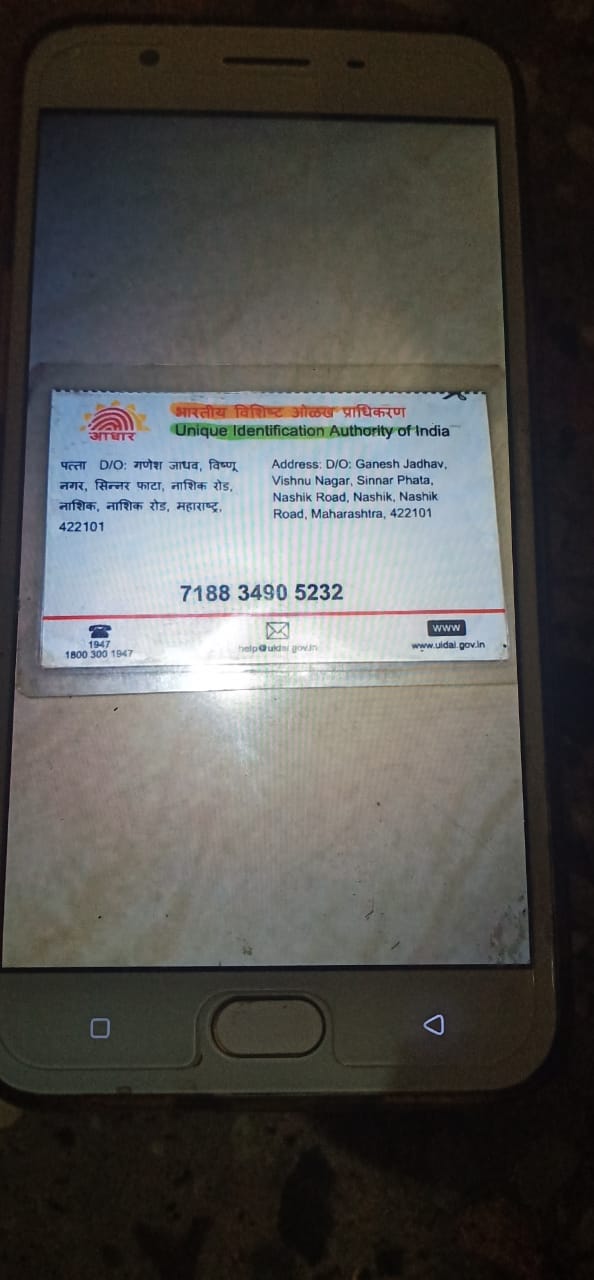 आधार
भारतीय विशिष्ट ओळख प्राधिकरण
Unique Identification Authority of India
पत्ता D/O: गणेश जाधव, विष्णू
नगर, सिन्नर फाटा, नाशिक रोड,
नाशिक, नाशिक रोड, महाराष्ट्र,
422101
Address: D/O: Ganesh Jadhav,
Vishnu Nagar, Sinnar Phata,
Nashik Road, Nashik, Nashik
Road, Maharashtra, 422101
7188 3490 5232
1947
1800 300 1947
help@uidai.gov.in
WWW
www.uidai.gov.in